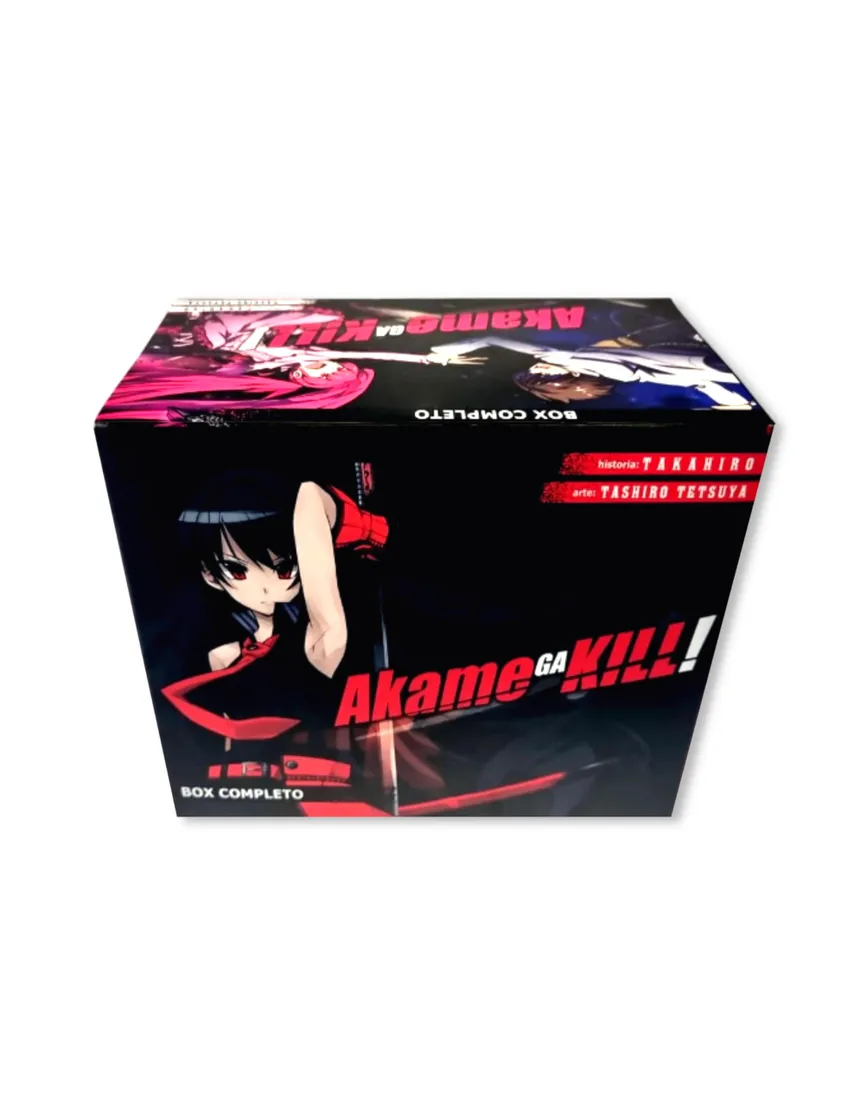 Akame GA KILL!
BOX COMPLETO
historia: TAKAHIRO
arte: TASHIRO TETSUYA
Akame GA KILL!
BOX COMPLETO